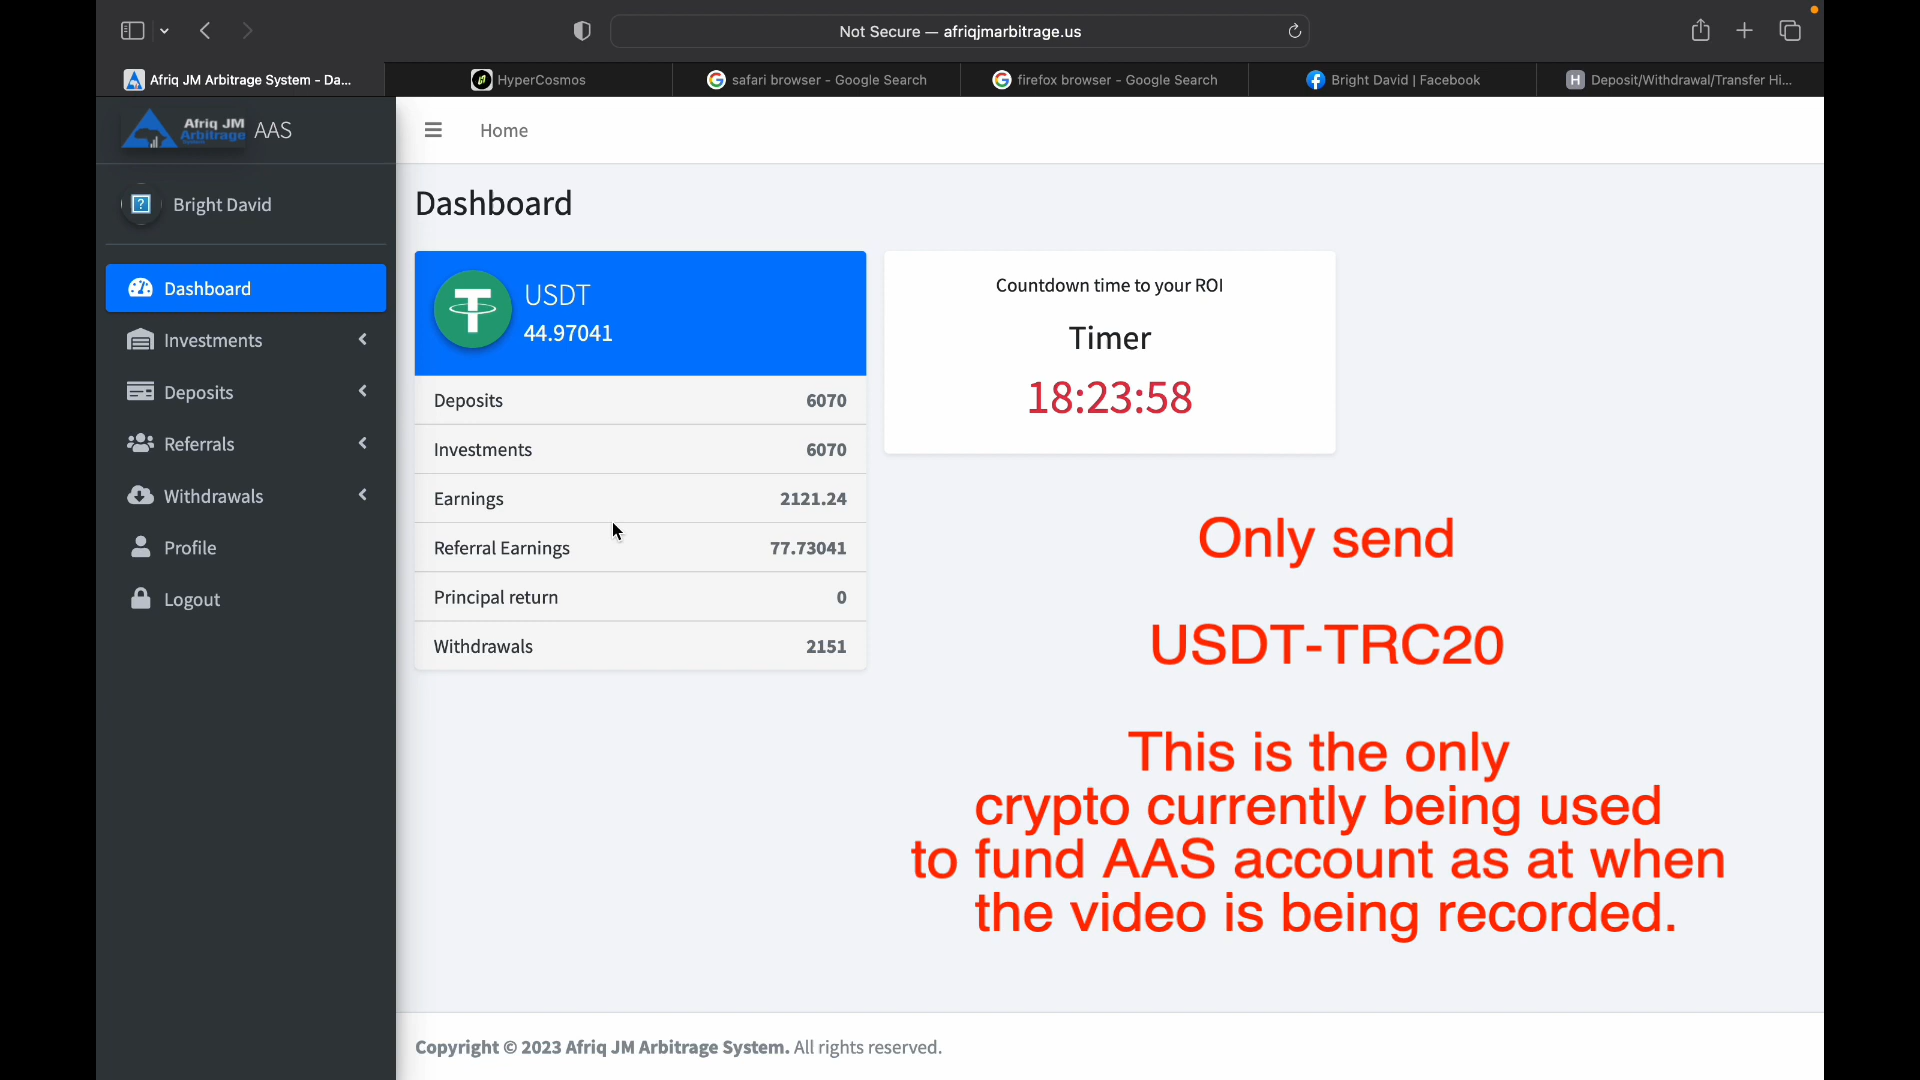 Not Secure — afriqjmarbitrage.us
Afriq JM Arbitrage System - Da...
HyperCosmos
safari browser - Google Search
firefox browser - Google Search
Bright David | Facebook
H Deposit/Withdrawal/Transfer Hi...
Afriq JM
Arbitrage
AAS
Home
Bright David
Dashboard
Dashboard
Investments
Deposits
Referrals
Withdrawals
Profile
Logout
USDT
44.97041
Deposits 6070
Investments 6070
Earnings 2121.24
Referral Earnings 77.73041
Principal return 0
Withdrawals 2151
Countdown time to your ROI
Timer
18:23:58
Only send
USDT-TRC20
This is the only
crypto currently being used
to fund AAS account as at when
the video is being recorded.
Copyright © 2023 Afriq JM Arbitrage System. All rights reserved.